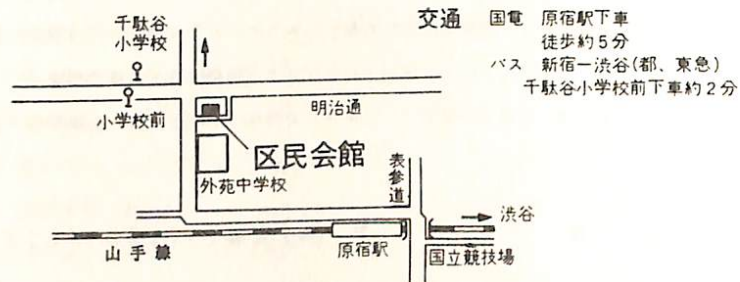 交通 国電 原宿駅下車
徒歩約5分
バス 新宿ー渋谷(都、東急)
千駄谷小学校前下車約2分
千駄谷
小学校
小学校前
明治通
区民会館
外苑中学校
表参道
渋谷
山手線
原宿駅
国立競技場